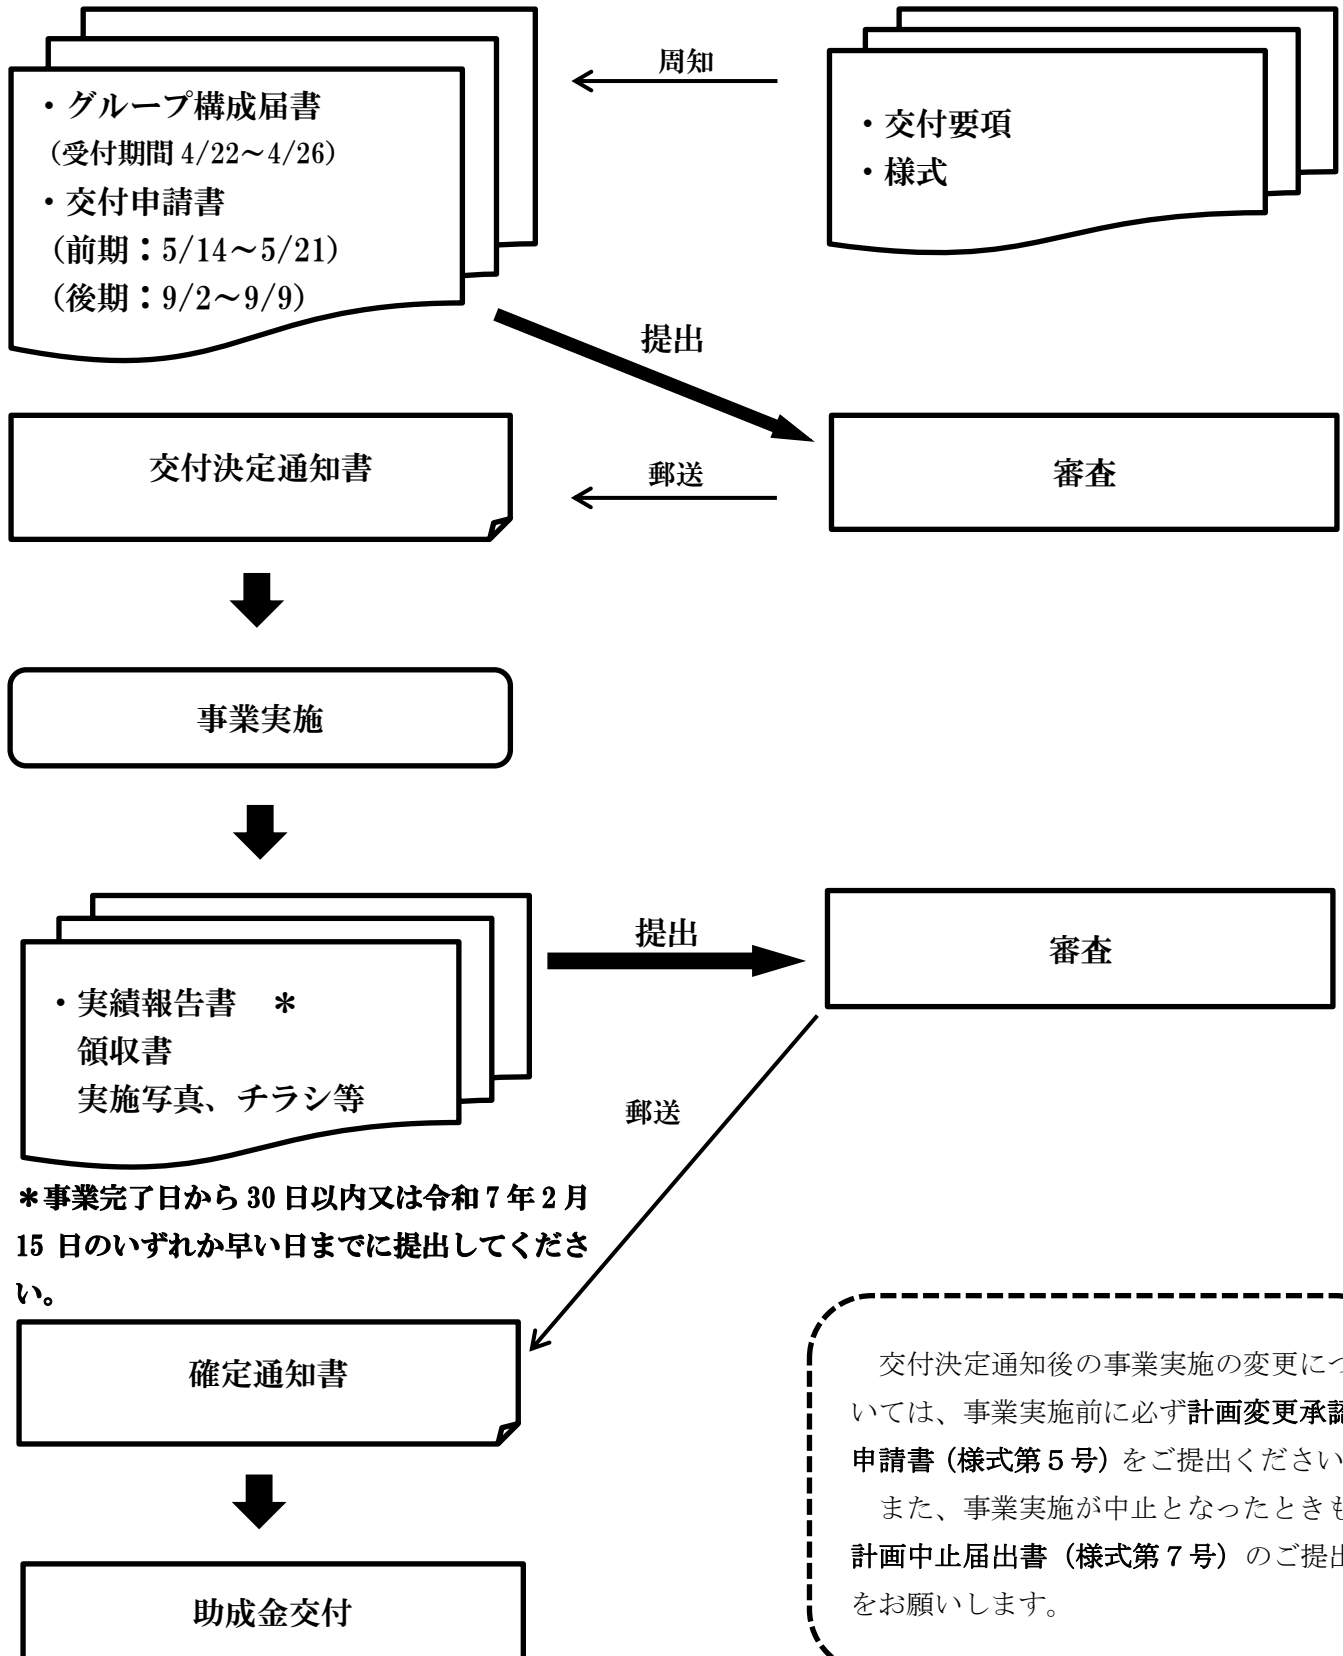 周知
・グループ構成届書
（受付期間 4/22～4/26）
・交付申請書
（前期：5/14～5/21）
（後期：9/2～9/9）
・交付要項
・様式
提出
交付決定通知書
郵送
審査
事業実施
提出
審査
・実績報告書　＊
領収書
実施写真、チラシ等
郵送
＊事業完了日から 30 日以内又は令和７年２月
15 日のいずれか早い日までに提出してくださ
い。
確定通知書
交付決定通知後の事業実施の変更につ
いては、事業実施前に必ず計画変更承認
申請書（様式第５号）をご提出ください
また、事業実施が中止となったときも
計画中止届出書（様式第７号）のご提出
をお願いします。
助成金交付